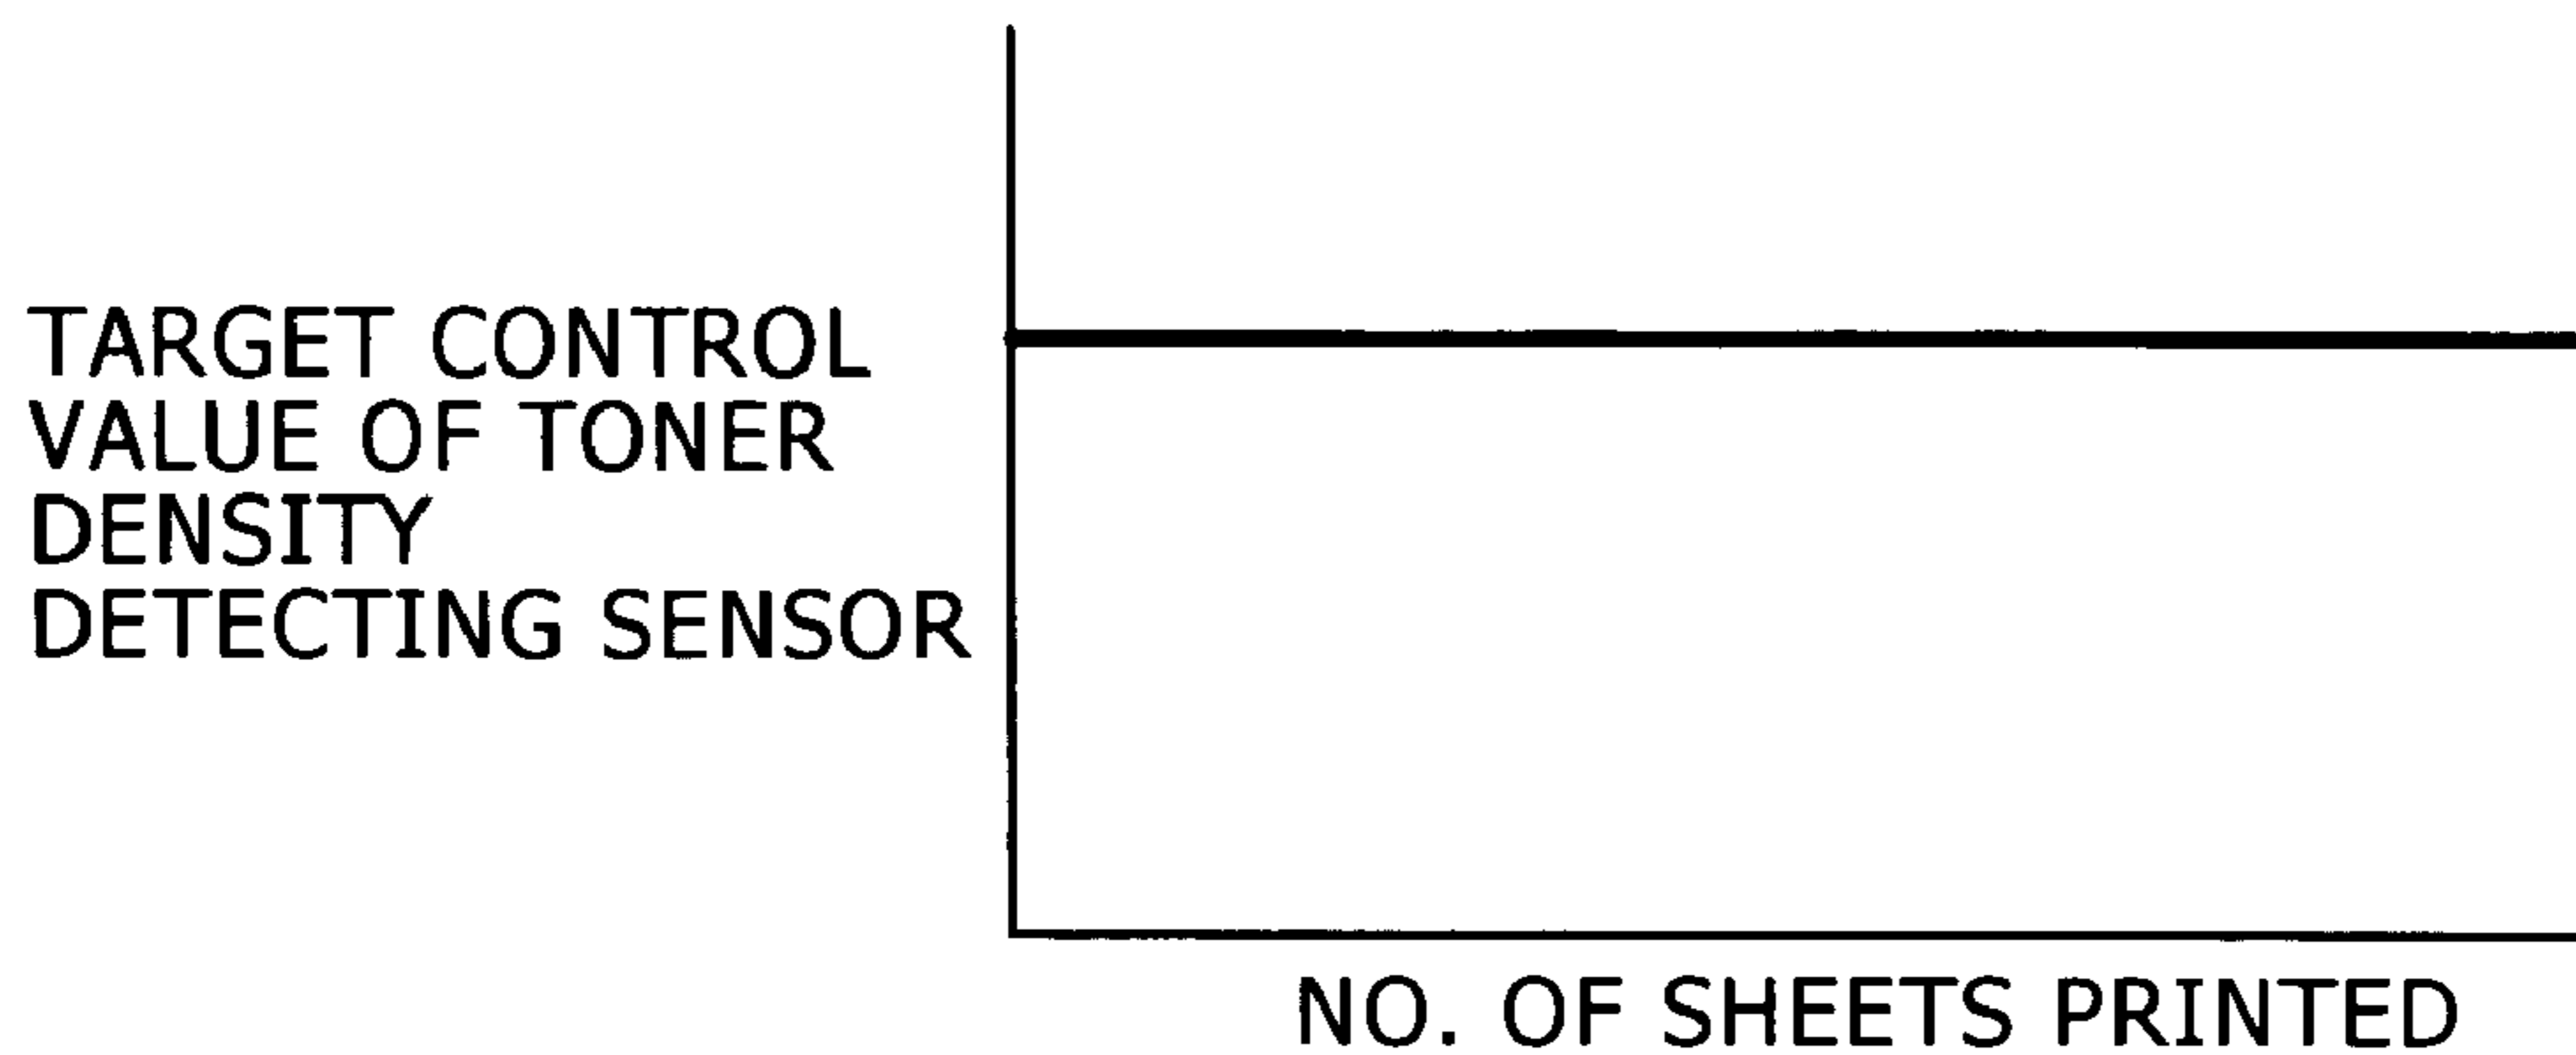 TARGET CONTROL
VALUE OF TONER
DENSITY
DETECTING SENSOR
NO. OF SHEETS PRINTED